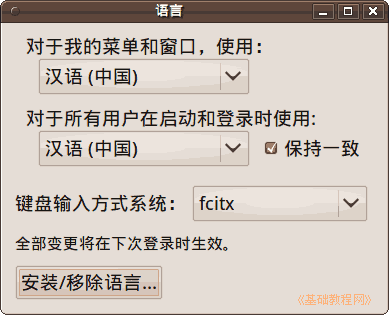 语言
对于我的菜单和窗口，使用：
汉语 (中国)
对于所有用户在启动和登录时使用:
汉语 (中国)
保持一致
键盘输入方式系统：
fcitx
全部变更将在下次登录时生效。
安装/移除语言...
《基础教程网》